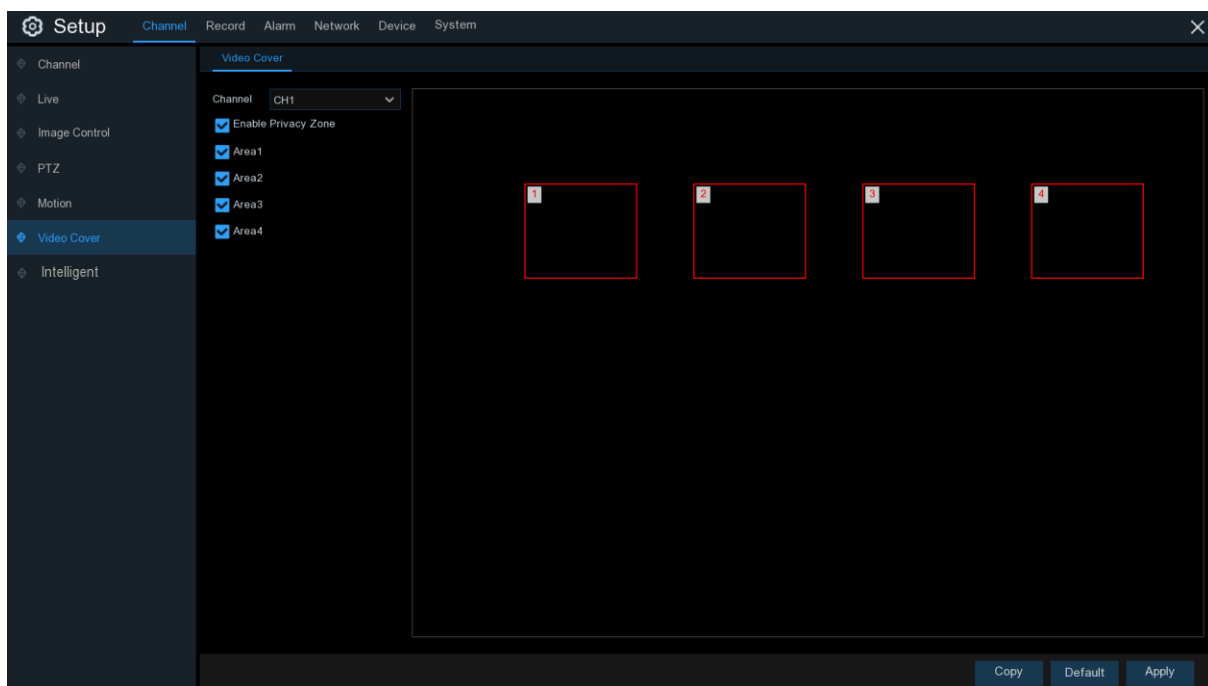 Setup Channel Record Alarm Network Device System
Channel
Live
Image Control
PTZ
Motion
Video Cover
Intelligent
Video Cover
Channel CH1
Enable Privacy Zone
Area1
Area2
Area3
Area4
1 2 3 4
Copy Default Apply